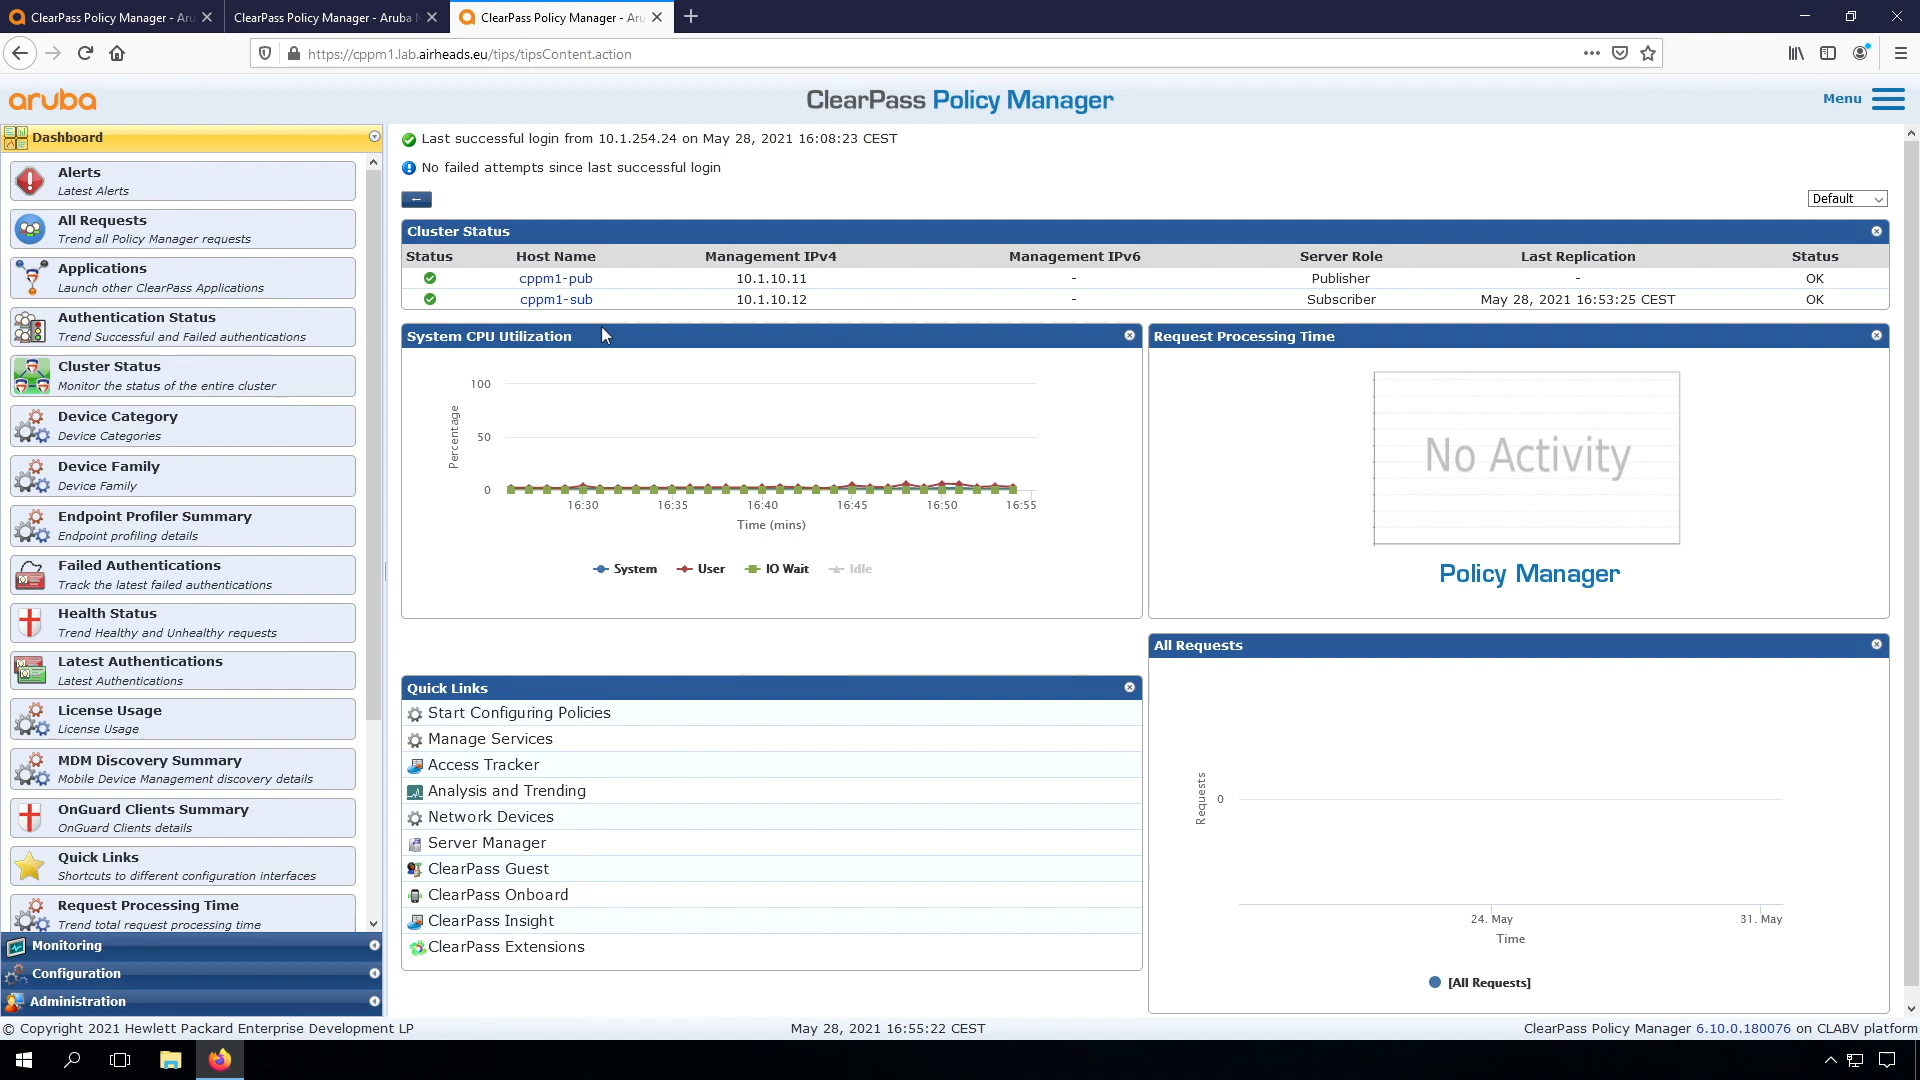 ClearPass Policy Manager - Aru
ClearPass Policy Manager - Aruba
ClearPass Policy Manager - Aru
https://cppm1.lab.airheads.eu/tips/tipsContent.action
aruba
ClearPass Policy Manager
Menu
Dashboard
Alerts
Latest Alerts
All Requests
Trend all Policy Manager requests
Applications
Launch other ClearPass Applications
Authentication Status
Trend Successful and Failed authentications
Cluster Status
Monitor the status of the entire cluster
Device Category
Device Categories
Device Family
Device Family
Endpoint Profiler Summary
Endpoint profiling details
Failed Authentications
Track the latest failed authentications
Health Status
Trend Healthy and Unhealthy requests
Latest Authentications
Latest Authentications
License Usage
License Usage
MDM Discovery Summary
Mobile Device Management discovery details
OnGuard Clients Summary
OnGuard Clients details
Quick Links
Shortcuts to different configuration interfaces
Request Processing Time
Trend total request processing time
Monitoring
Configuration
Administration
Last successful login from 10.1.254.24 on May 28, 2021 16:08:23 CEST
No failed attempts since last successful login
Default
Cluster Status
Status Host Name Management IPv4 Management IPv6 Server Role Last Replication Status
cppm1-pub 10.1.10.11 - Publisher - OK
cppm1-sub 10.1.10.12 - Subscriber May 28, 2021 16:53:25 CEST OK
System CPU Utilization
100
50
0
Percentage
16:30 16:35 16:40 16:45 16:50 16:55
Time (mins)
System User IO Wait Idle
Request Processing Time
No Activity
Policy Manager
Quick Links
Start Configuring Policies
Manage Services
Access Tracker
Analysis and Trending
Network Devices
Server Manager
ClearPass Guest
ClearPass Onboard
ClearPass Insight
ClearPass Extensions
All Requests
Requests
0
24. May 31. May
Time
[All Requests]
© Copyright 2021 Hewlett Packard Enterprise Development LP
May 28, 2021 16:55:22 CEST
ClearPass Policy Manager 6.10.0.180076 on CLABV platform